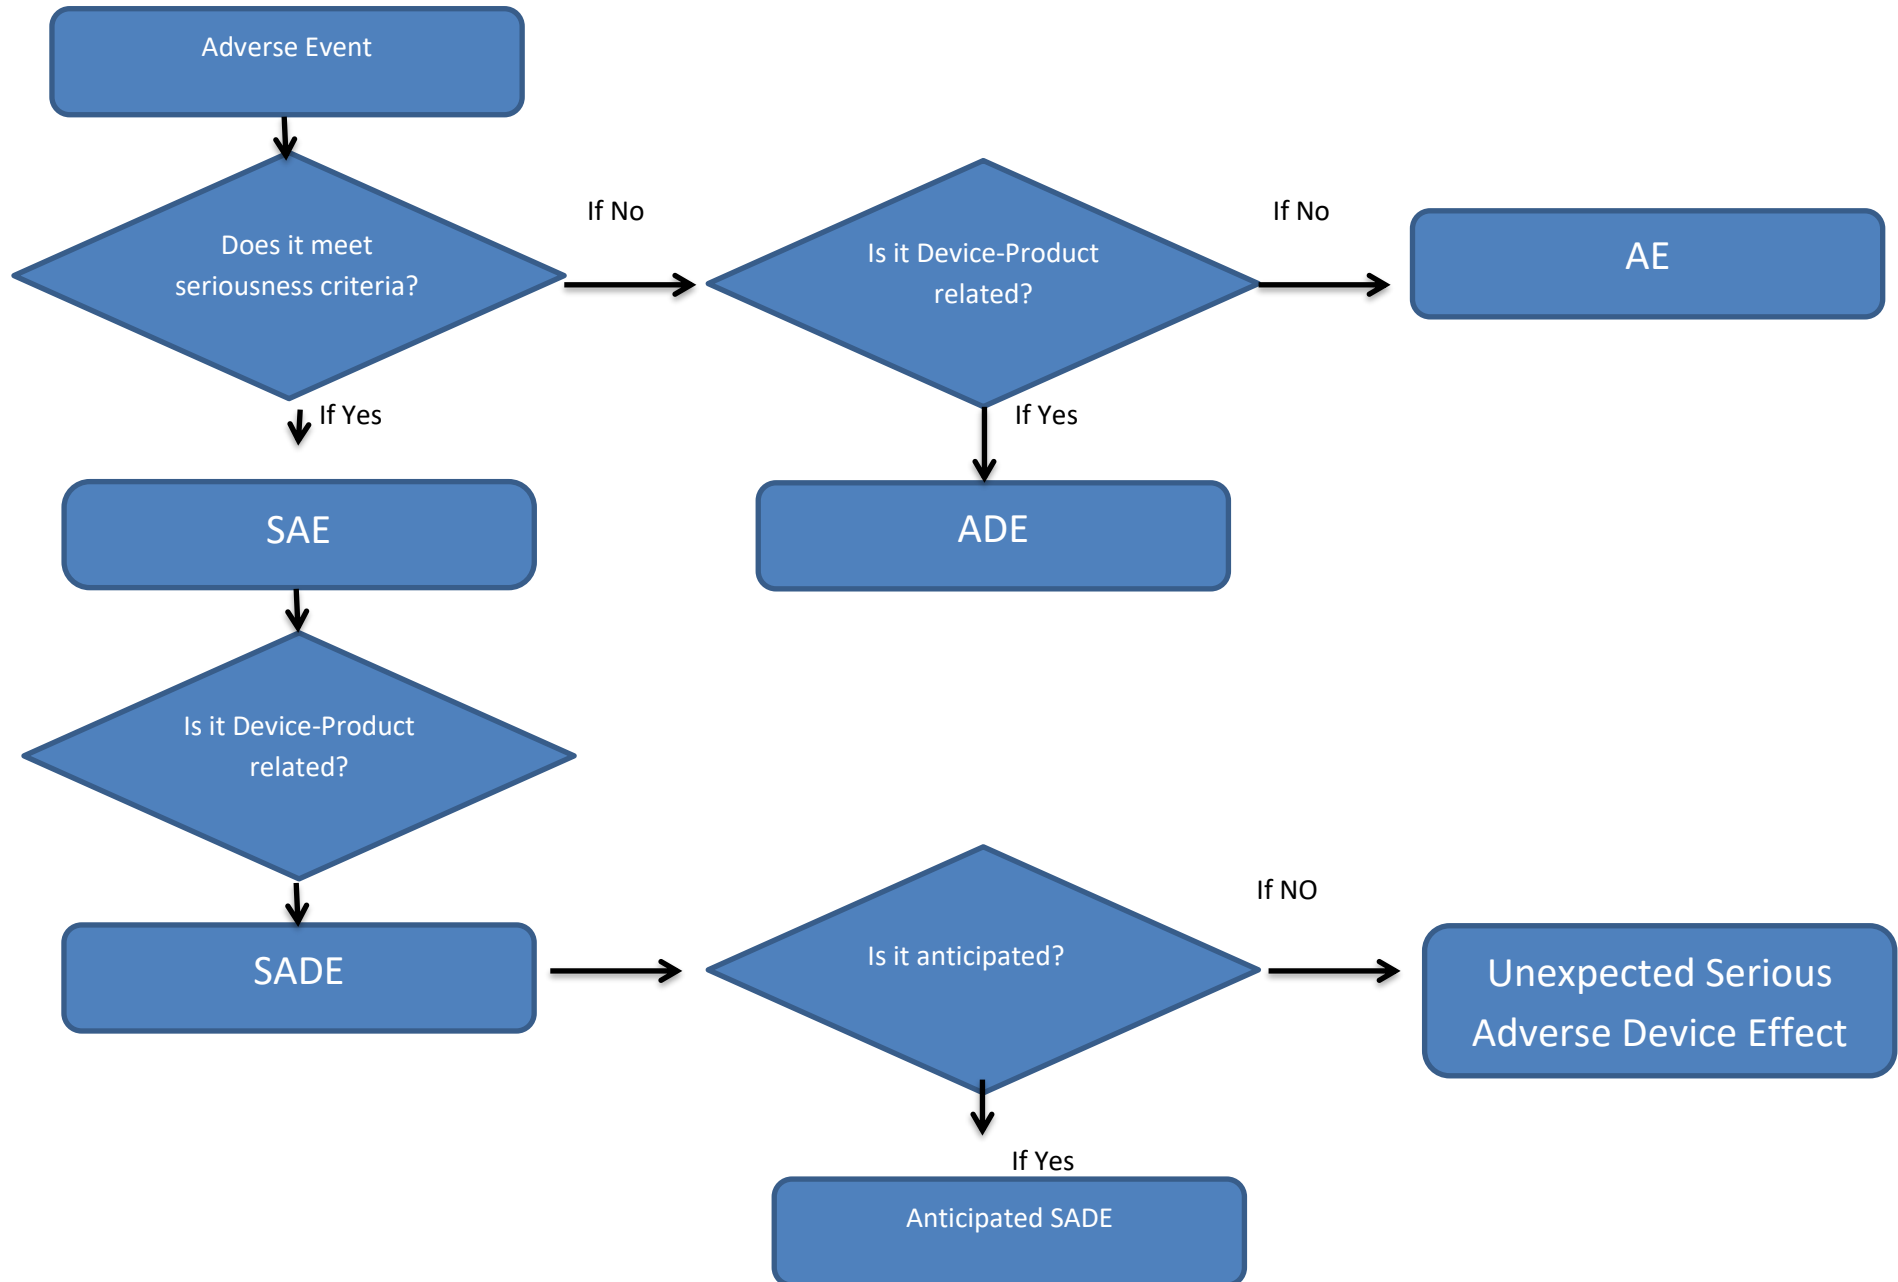 Adverse Event
Does it meet
seriousness criteria?
If No
Is it Device-Product
related?
If No
AE
If Yes
If Yes
SAE
ADE
Is it Device-Product
related?
SADE
Is it anticipated?
If NO
Unexpected Serious
Adverse Device Effect
If Yes
Anticipated SADE